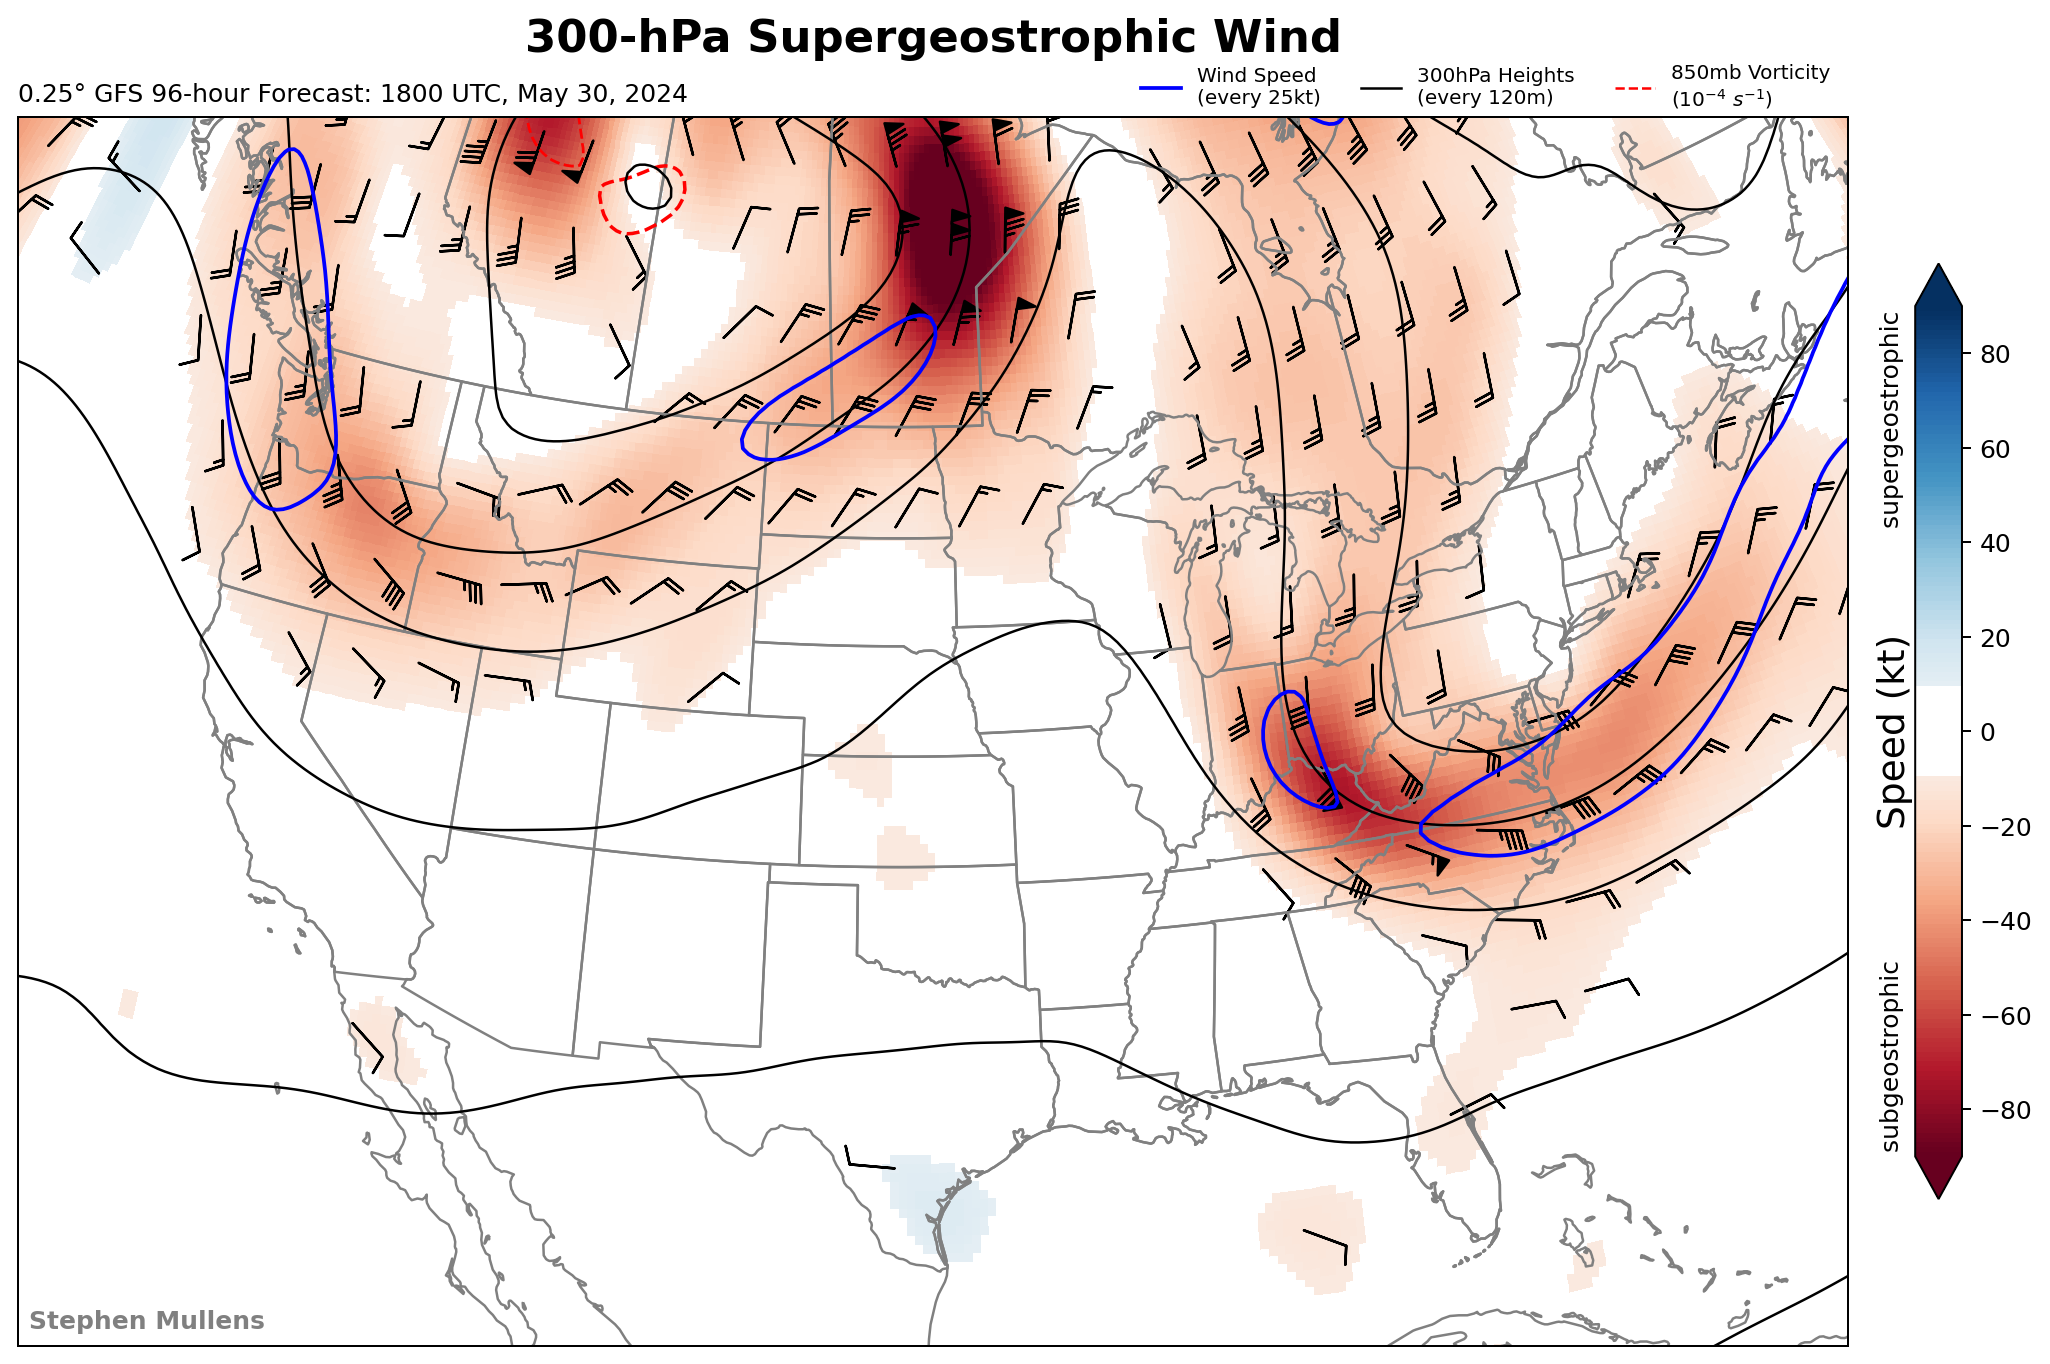 300-hPa Supergeostrophic Wind
0.25° GFS 96-hour Forecast: 1800 UTC, May 30, 2024
Wind Speed
(every 25kt)
300hPa Heights
(every 120m)
850mb Vorticity
(10⁻⁴ s⁻¹)
supergeostrophic
subgeostrophic
Speed (kt)
80
60
40
20
0
−20
−40
−60
−80
Stephen Mullens